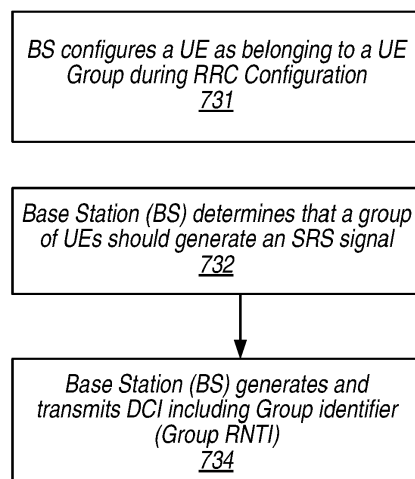 BS configures a UE as belonging to a UE
Group during RRC Configuration
731
Base Station (BS) determines that a group
of UEs should generate an SRS signal
732
Base Station (BS) generates and
transmits DCI including Group identifier
(Group RNTI)
734